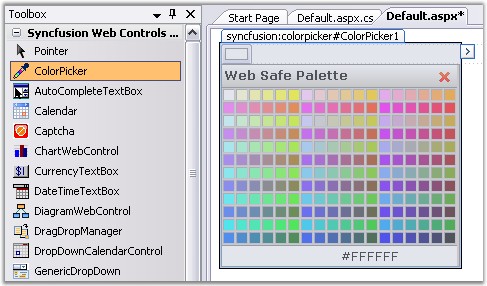 Toolbox
Syncfusion Web Controls ...
Pointer
ColorPicker
AutoCompleteTextBox
Calendar
Captcha
ChartWebControl
CurrencyTextBox
DateTimeTextBox
DiagramWebControl
DragDropManager
DropDownCalendarControl
GenericDropDown
Start Page
Default.aspx.cs
Default.aspx*
syncfusion:colorpicker#ColorPicker1
Web Safe Palette
#FFFFFF